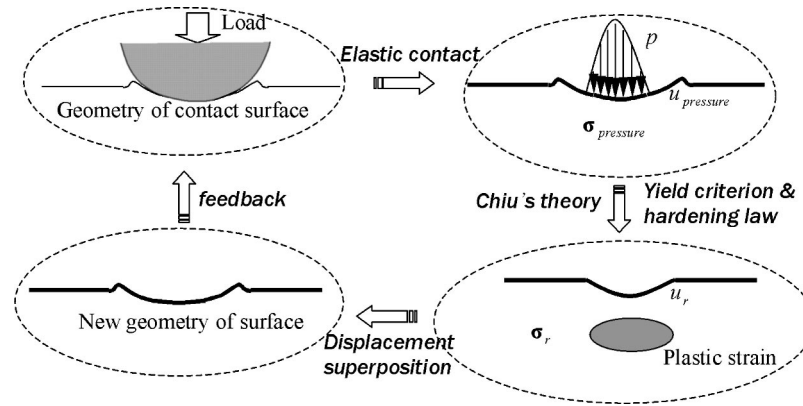 Load
Geometry of contact surface
Elastic contact
p
u pressure
σ pressure
Chiu's theory
Yield criterion &
hardening law
u r
σ r
Plastic strain
Displacement
superposition
New geometry of surface
feedback